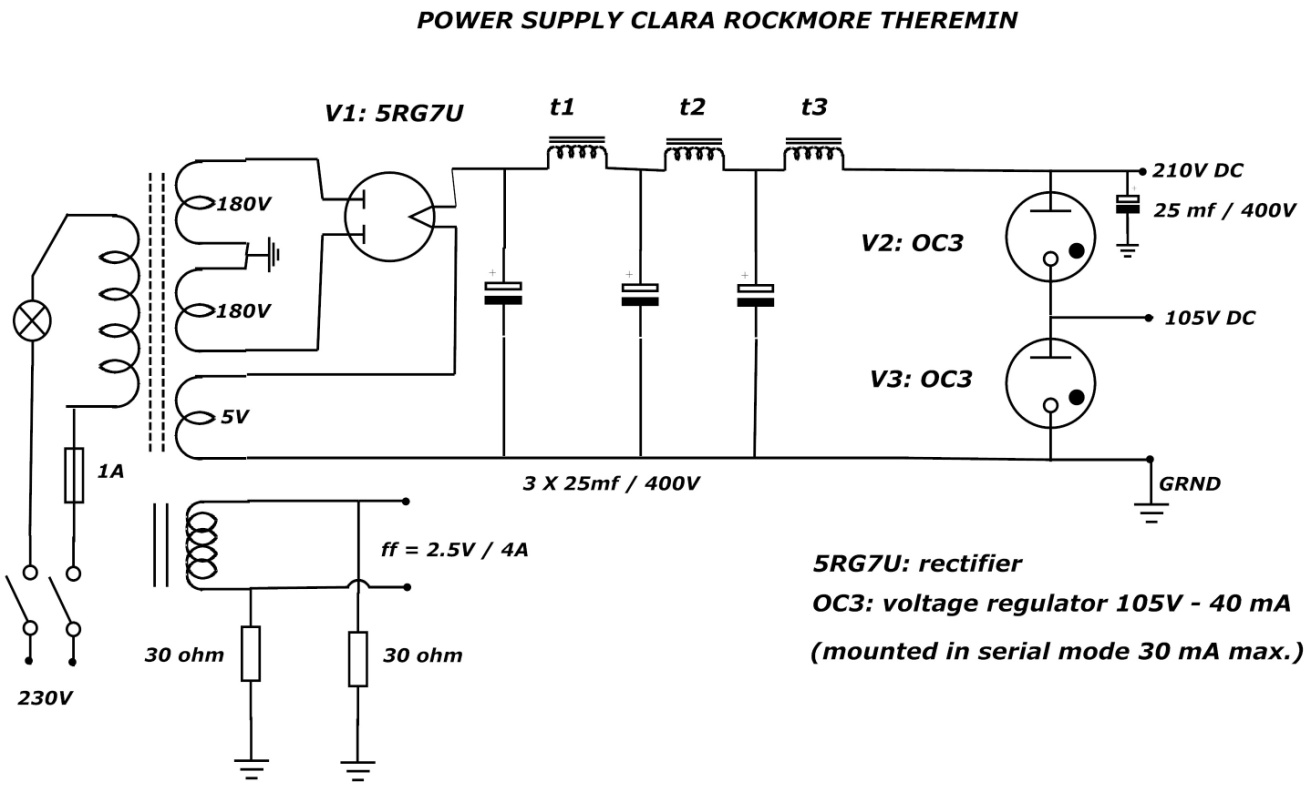 POWER SUPPLY CLARA ROCKMORE THEREMIN
V1: 5RG7U
t1
t2
t3
180V
180V
5V
1A
230V
+
+
+
+
210V DC
25 mf / 400V
V2: OC3
105V DC
V3: OC3
3 X 25mf / 400V
GRND
ff = 2.5V / 4A
30 ohm
30 ohm
5RG7U: rectifier
OC3: voltage regulator 105V - 40 mA
(mounted in serial mode 30 mA max.)